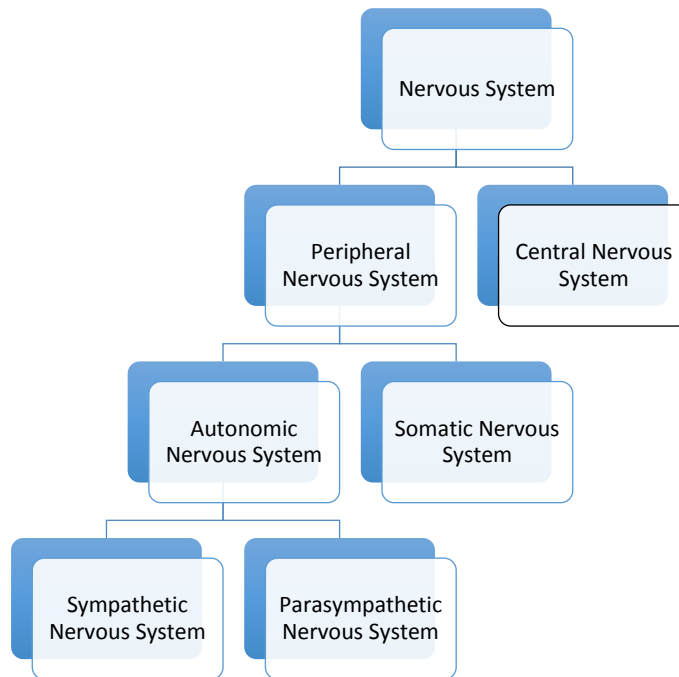 Nervous System
Peripheral
Nervous System
Central Nervous
System
Autonomic
Nervous System
Somatic Nervous
System
Sympathetic
Nervous System
Parasympathetic
Nervous System